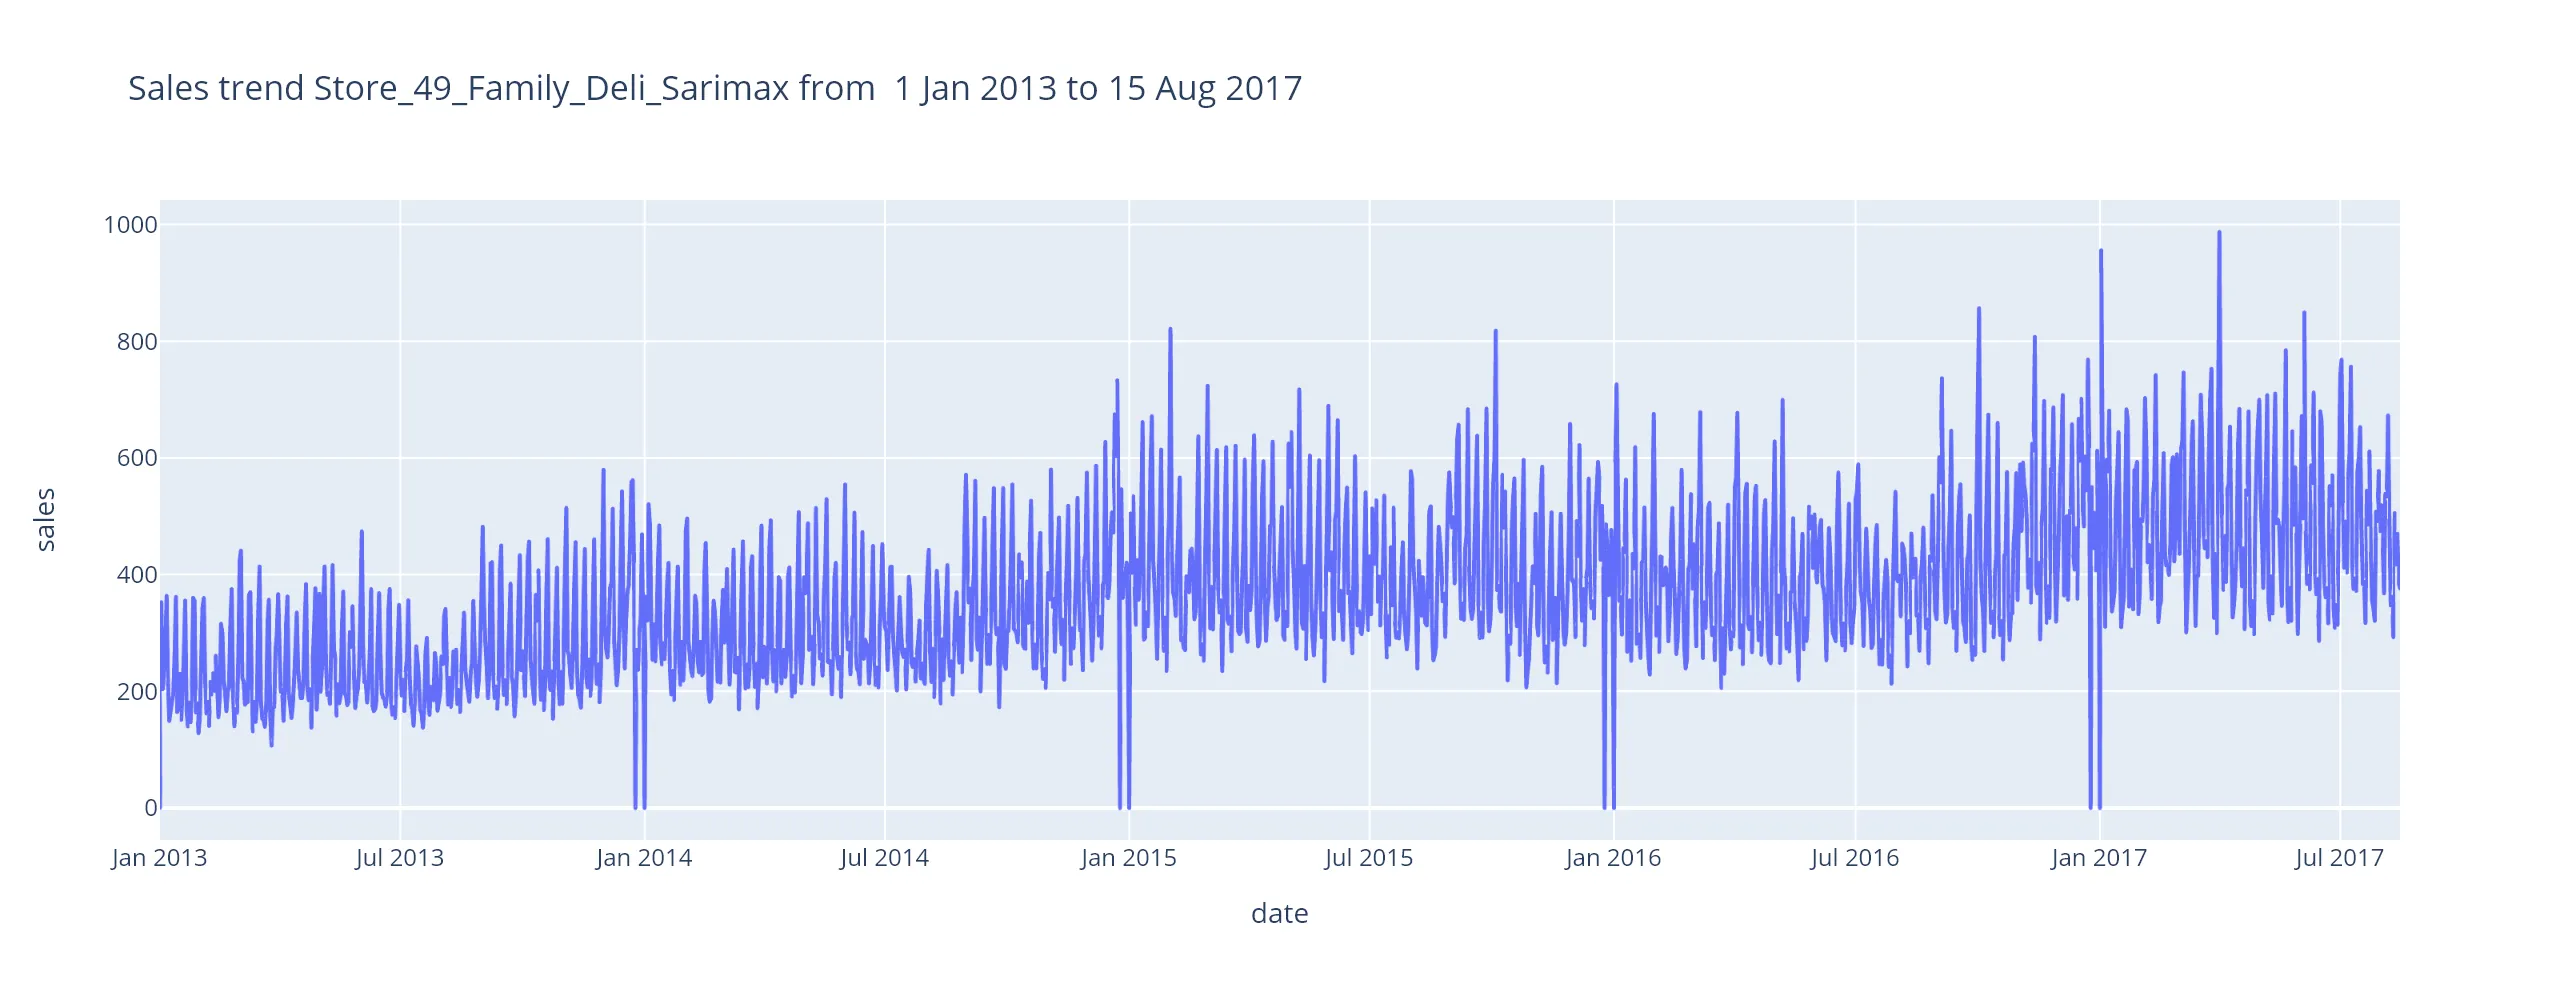 Sales trend Store_49_Family_Deli_Sarimax from  1 Jan 2013 to 15 Aug 2017
1000
800
600
400
200
0
sales
Jan 2013
Jul 2013
Jan 2014
Jul 2014
Jan 2015
Jul 2015
Jan 2016
Jul 2016
Jan 2017
Jul 2017
date